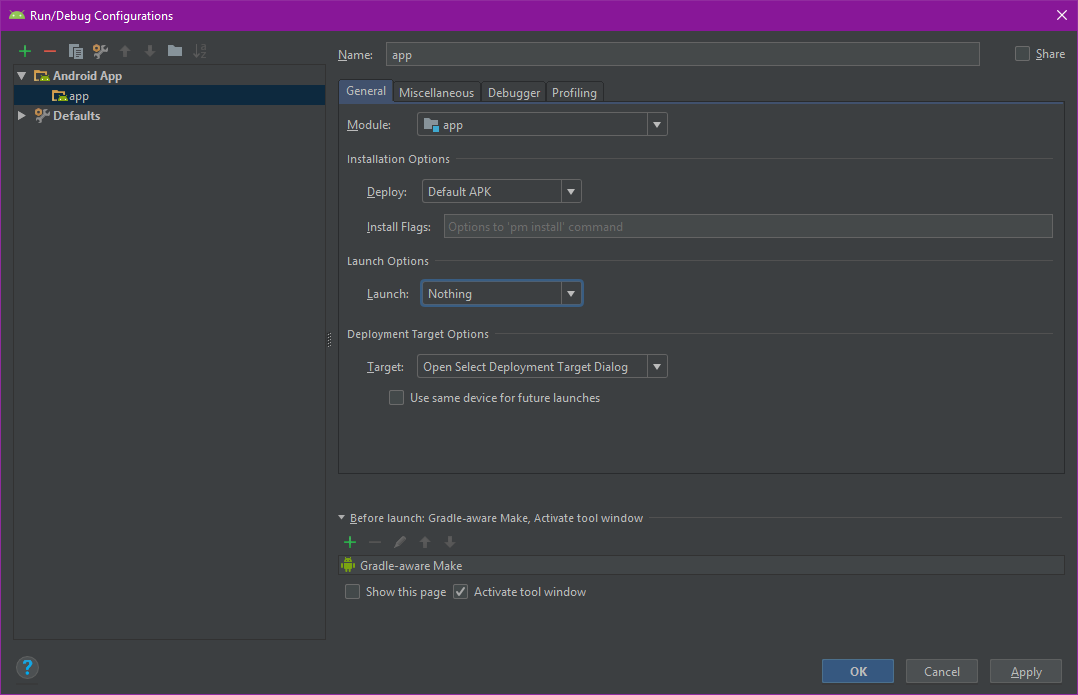 Run/Debug Configurations
Name: app
Share
Android App
app
Defaults
General Miscellaneous Debugger Profiling
Module: app
Installation Options
Deploy: Default APK
Install Flags: Options to 'pm install' command
Launch Options
Launch: Nothing
Deployment Target Options
Target: Open Select Deployment Target Dialog
Use same device for future launches
Before launch: Gradle-aware Make, Activate tool window
Gradle-aware Make
Show this page Activate tool window
? OK Cancel Apply